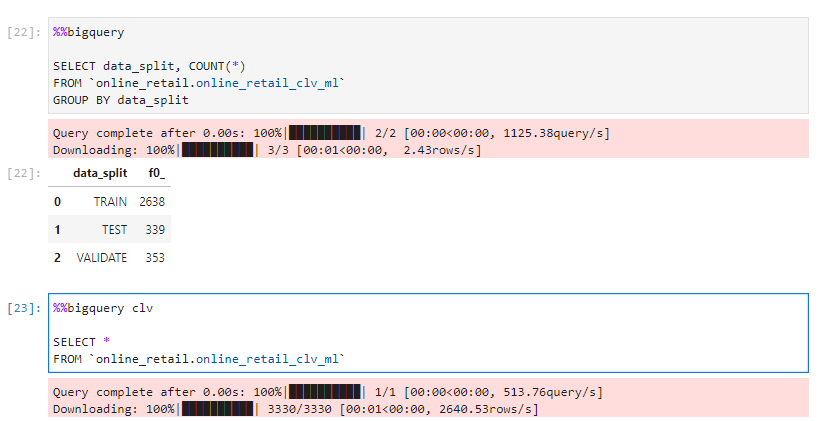 [22]: %%bigquery
SELECT data_split, COUNT(*)
FROM `online_retail.online_retail_clv_ml`
GROUP BY data_split
Query complete after 0.00s: 100%|██████████| 2/2 [00:00<00:00, 1125.38query/s]
Downloading: 100%|██████████| 3/3 [00:01<00:00,  2.43rows/s]
[22]: data_split f0_
0 TRAIN 2638
1 TEST 339
2 VALIDATE 353
[23]: %%bigquery clv
SELECT *
FROM `online_retail.online_retail_clv_ml`
Query complete after 0.00s: 100%|██████████| 1/1 [00:00<00:00, 513.76query/s]
Downloading: 100%|██████████| 3330/3330 [00:01<00:00, 2640.53rows/s]